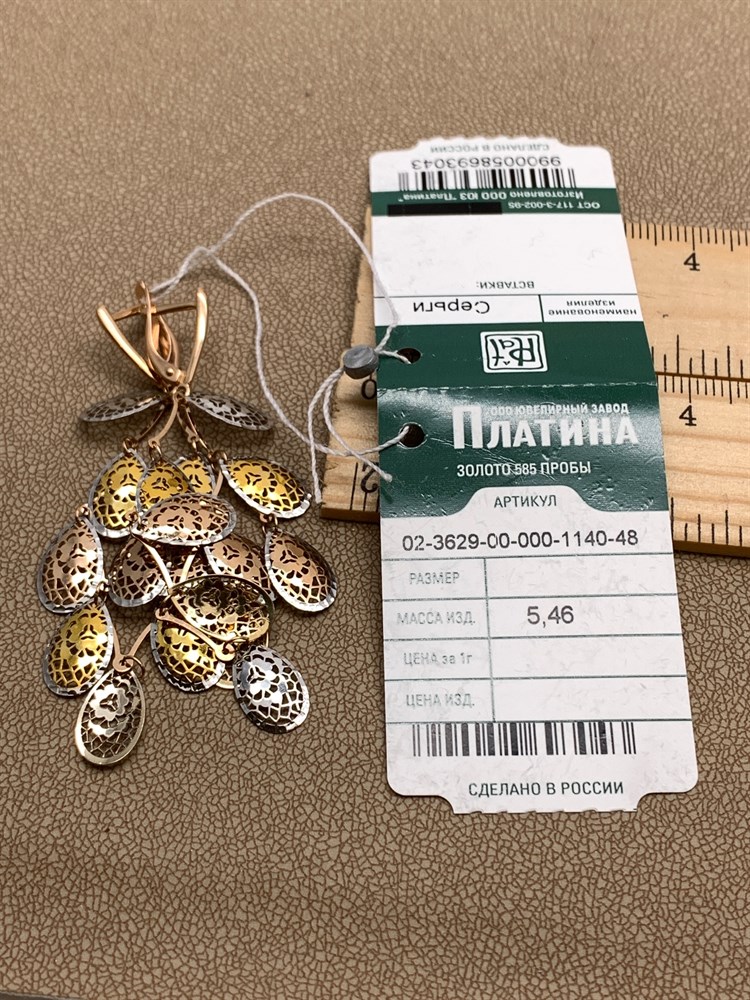 СДЕЛАНО В РОССИИ
9900058693043
Изготовлено ООО ЮЗ "Платина"
ОСТ 117-3-002-95
ВСТАВКИ:
наименование
изделия
Серьги
Plat
ООО ЮВЕЛИРНЫЙ ЗАВОД
ПЛАТИНА
ЗОЛОТО 585 ПРОБЫ
АРТИКУЛ
02-3629-00-000-1140-48
РАЗМЕР
МАССА ИЗД. 5,46
ЦЕНА за 1г
ЦЕНА ИЗД.
СДЕЛАНО В РОССИИ
4
4